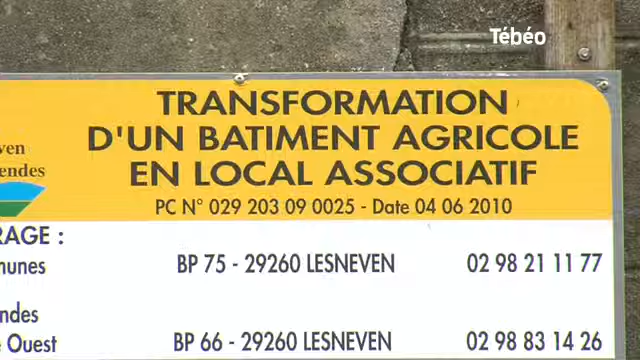 Tébéo
TRANSFORMATION
D'UN BATIMENT AGRICOLE
EN LOCAL ASSOCIATIF
PC N° 029 203 09 0025 - Date 04 06 2010
BP 75 - 29260 LESNEVEN 02 98 21 11 77
BP 66 - 29260 LESNEVEN 02 98 83 14 26
Ouest